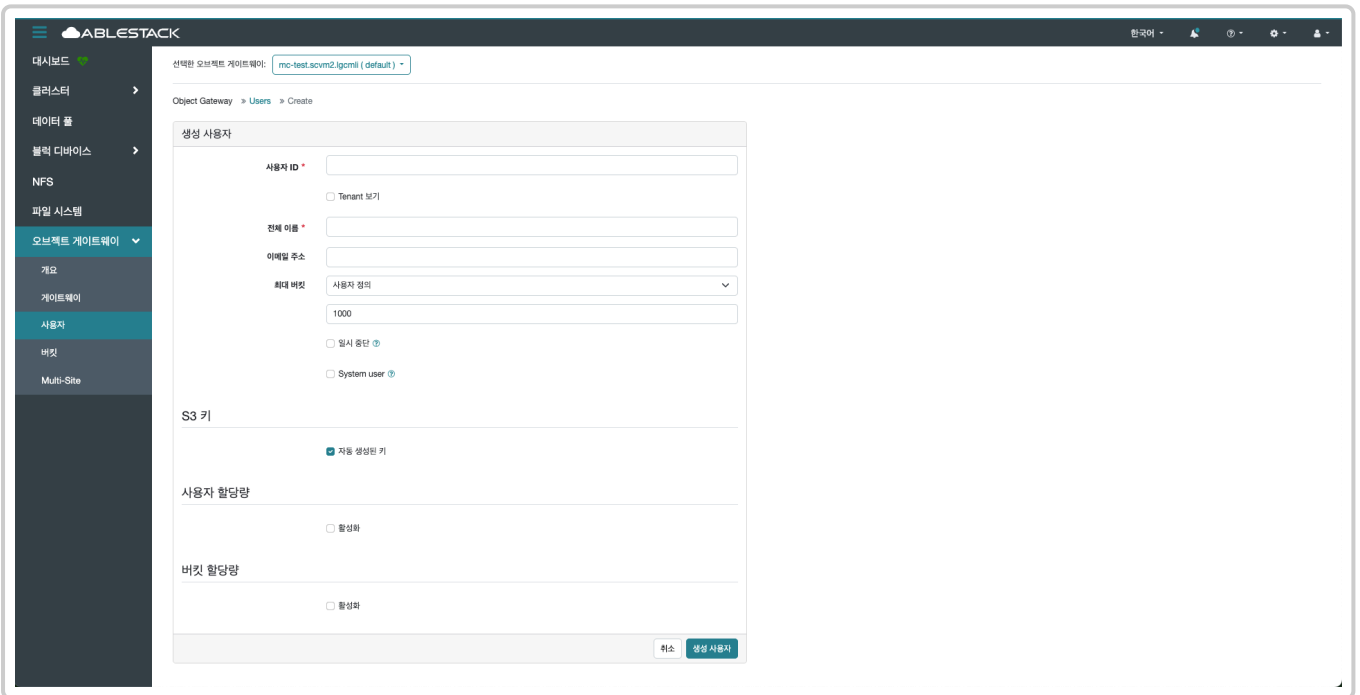 ABLESTACK
한국어
대시보드
클러스터
데이터 풀
블럭 디바이스
NFS
파일 시스템
오브젝트 게이트웨이
개요
게이트웨이
사용자
버킷
Multi-Site
선택한 오브젝트 게이트웨이: mc-test.scvm2.lgcmli ( default )
Object Gateway » Users » Create
생성 사용자
사용자 ID *
Tenant 보기
전체 이름 *
이메일 주소
최대 버킷 사용자 정의
1000
일시 중단
System user
S3 키
자동 생성된 키
사용자 할당량
활성화
버킷 할당량
활성화
취소 생성 사용자